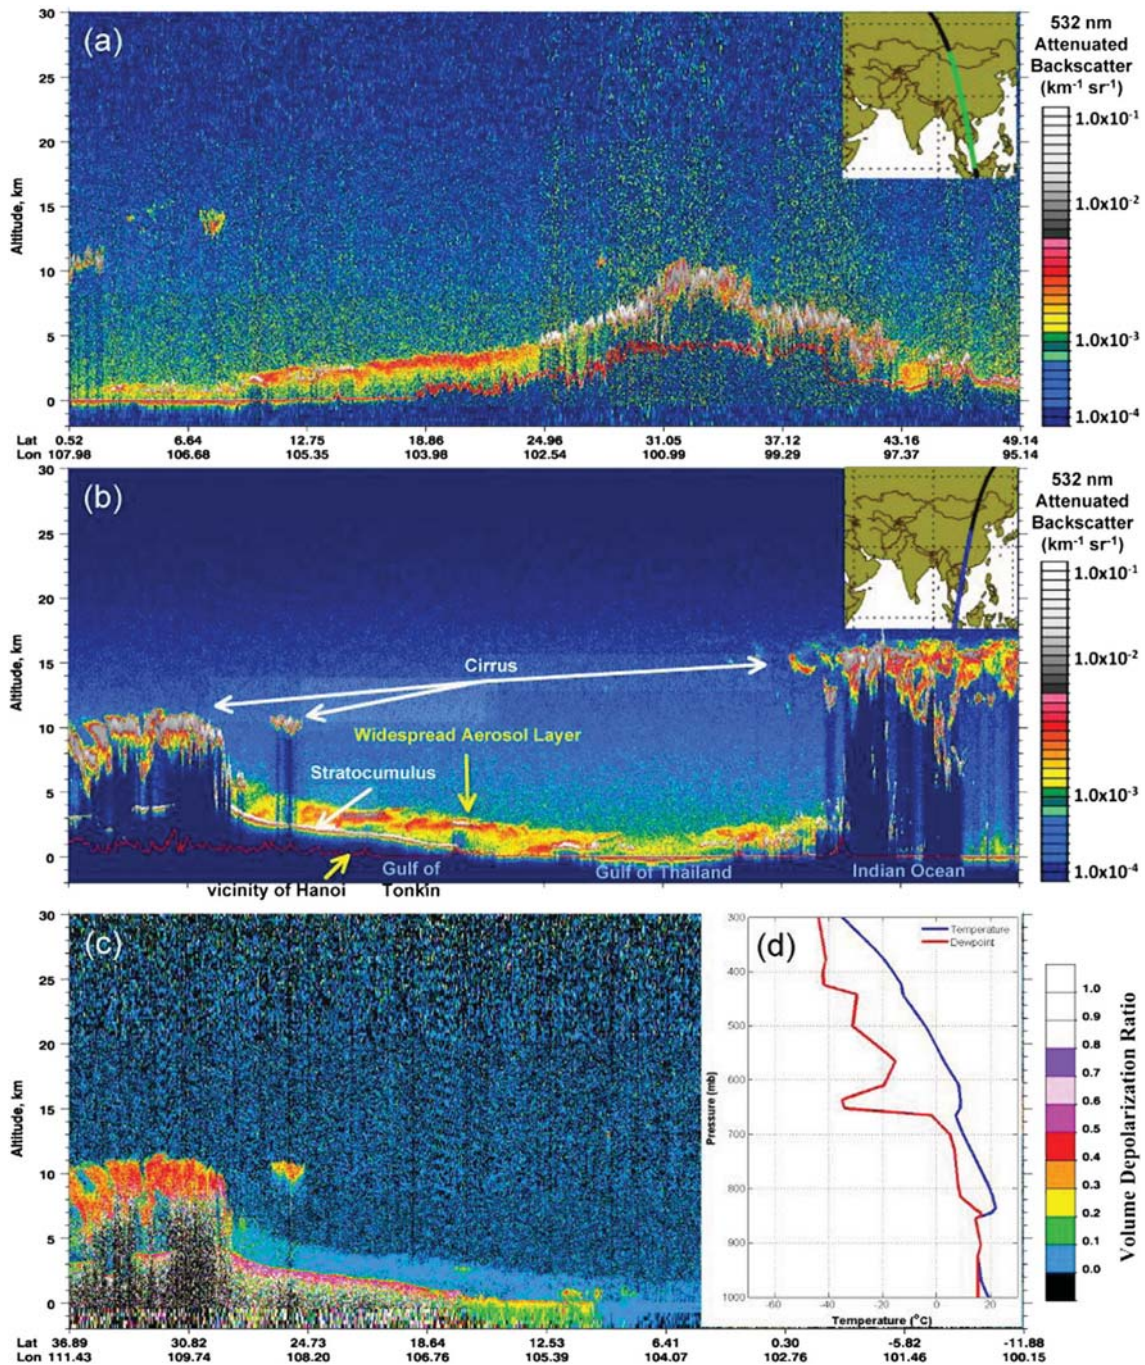 (a)
532 nm
Attenuated
Backscatter
(km⁻¹ sr⁻¹)
1.0x10⁻¹
1.0x10⁻²
1.0x10⁻³
1.0x10⁻⁴
Altitude, km
30
25
20
15
10
5
0
Lat 0.52 6.64 12.75 18.86 24.96 31.05 37.12 43.16 49.14
Lon 107.98 106.68 105.35 103.98 102.54 100.99 99.29 97.37 95.14
(b)
532 nm
Attenuated
Backscatter
(km⁻¹ sr⁻¹)
1.0x10⁻¹
1.0x10⁻²
1.0x10⁻³
1.0x10⁻⁴
Altitude, km
30
25
20
15
10
5
0
Cirrus
Widespread Aerosol Layer
Stratocumulus
Gulf of Tonkin
Gulf of Thailand
Indian Ocean
vicinity of Hanoi
(c)
Altitude, km
30
25
20
15
10
5
0
(d)
Temperature
Dewpoint
Pressure (mb)
300
400
500
600
700
800
900
1000
-60 -40 -20 0 20
Temperature (°C)
Volume Depolarization Ratio
1.0
0.9
0.8
0.7
0.6
0.5
0.4
0.3
0.2
0.1
0.0
Lat 36.89 30.82 24.73 18.64 12.53 6.41 0.30 -5.82 -11.88
Lon 111.43 109.74 108.20 106.76 105.39 104.07 102.76 101.46 100.15